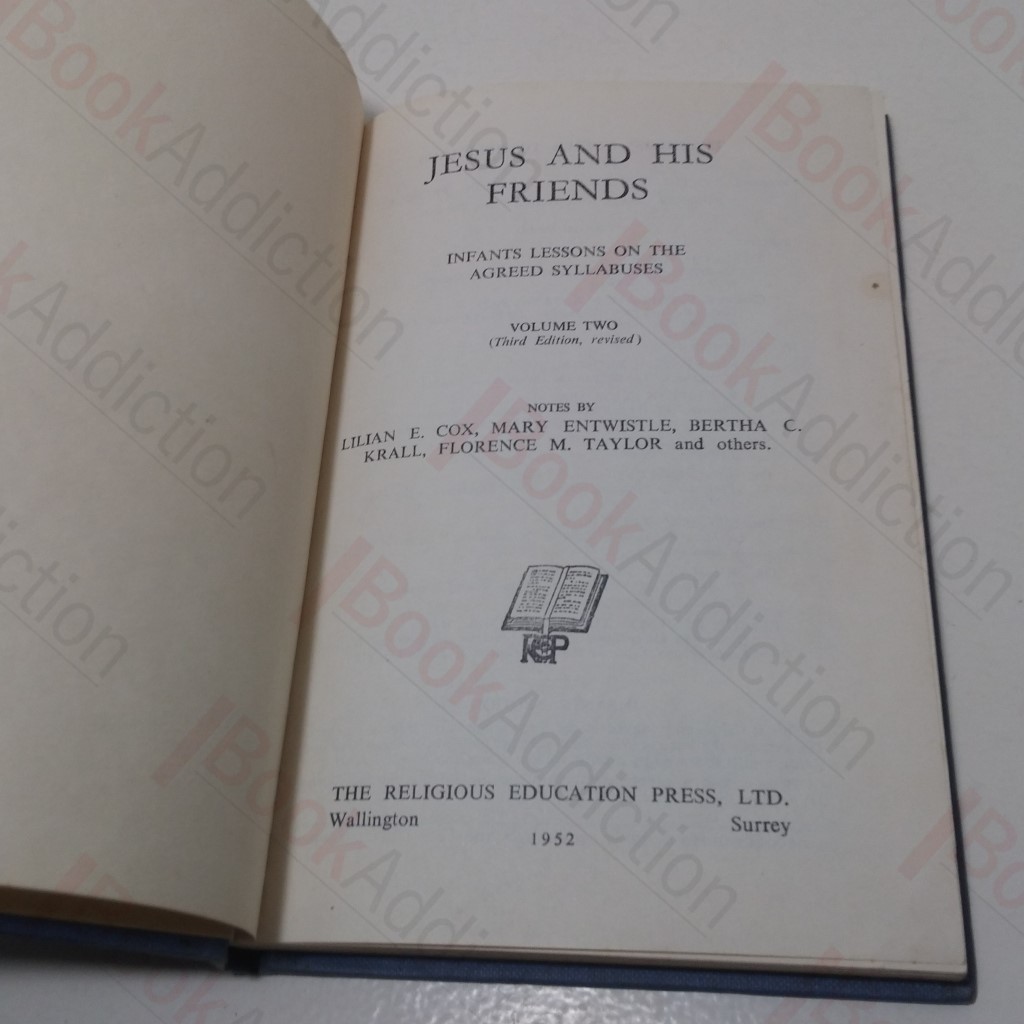 JESUS AND HIS
FRIENDS
INFANTS LESSONS ON THE
AGREED SYLLABUSES
VOLUME TWO
(Third Edition, revised)
NOTES BY
LILIAN E. COX, MARY ENTWISTLE, BERTHA C.
KRALL, FLORENCE M. TAYLOR and others.
REP
THE RELIGIOUS EDUCATION PRESS, LTD.
Wallington Surrey
1952
BookAddiction